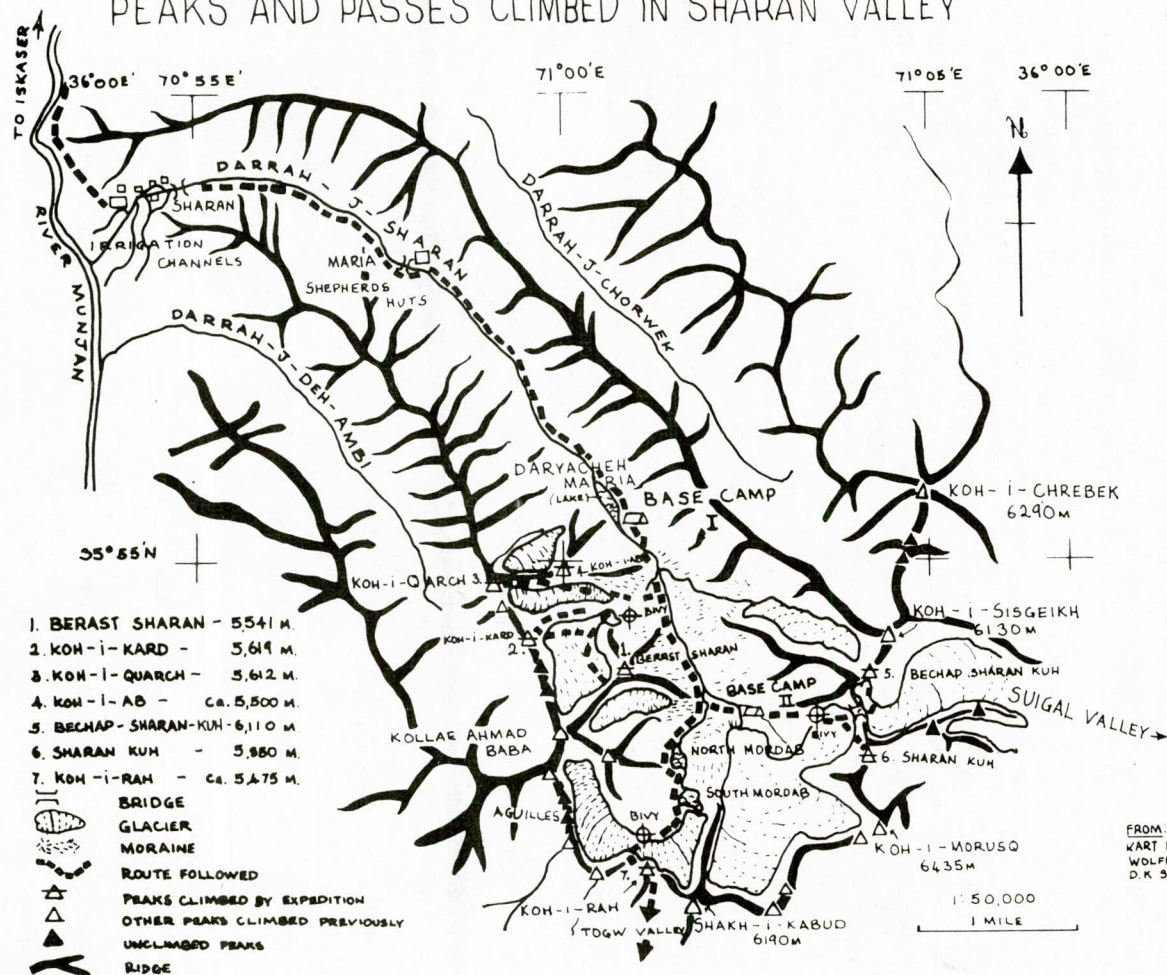 PEAKS AND PASSES CLIMBED IN SHARAN VALLEY
TO ISKASER
36°00E'
70°55E'
71°00'E
71°05'E
36°00'E
N
DARRAH-J-SHARAN
SHARAN
IRRIGATION
CHANNELS
RIVER MUNJAN
MARIA
SHEPHERDS
HUTS
DARRAH-J-CHORWEK
DARRAH-J-DEH-AMBI
DARYACHEH
(LAKE)
BASE CAMP
I
KOH-i-CHREBEK
6290M
35°55'N
KOH-i-QUARCH 3.
4. KOH-i-AB
KOH-i-KARD
2.
BIVY
1.
BERAST SHARAN
KOH-i-SISGEIKH
6130M
5. BECHAP SHARAN KUH
SUIGAL VALLEY
BASE CAMP
II
BIVY
6. SHARAN KUH
KOLLAE AHMAD
BABA
NORTH MORDAB
SOUTH MORDAB
AGUILLES
BIVY
KOH-i-MORUSQ
6435M
7.
KOH-i-RAH
TOGW VALLEY
SHAKH-i-KABUD
6190M
1. BERAST SHARAN - 5,541 M.
2. KOH-i-KARD - 5,619 M.
3. KOH-i-QUARCH - 5,612 M.
4. KOH-i-AB - ca. 5,500 M.
5. BECHAP-SHARAN-KUH - 6,110 M.
6. SHARAN KUH - 5,880 M.
7. KOH-i-RAH - ca. 5,475 M.
BRIDGE
GLACIER
MORAINE
ROUTE FOLLOWED
PEAKS CLIMBED BY EXPEDITION
OTHER PEAKS CLIMBED PREVIOUSLY
UNCLIMBED PEAKS
RIDGE
1:50,000
1 MILE
FROM:
KART
WOLF
D.K